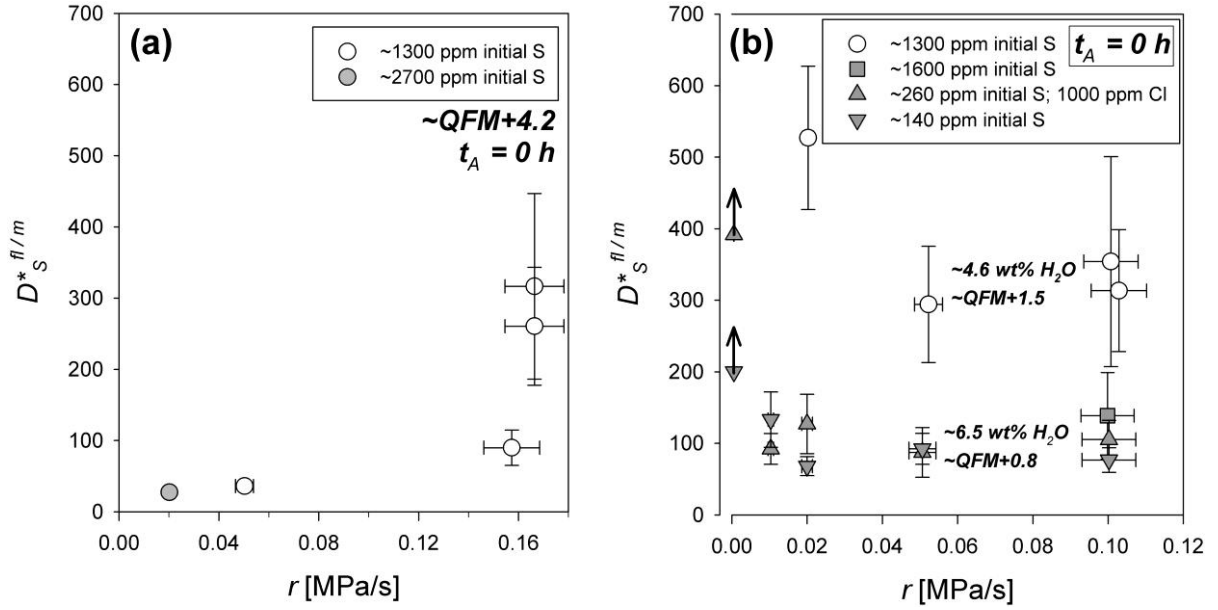 (a)
700
600
500
400
300
200
100
0
D*S fl/m
~1300 ppm initial S
~2700 ppm initial S
~QFM+4.2
tA = 0 h
0.00 0.04 0.08 0.12 0.16
r [MPa/s]
(b)
700
600
500
400
300
200
100
0
D*S fl/m
~1300 ppm initial S
~1600 ppm initial S
~260 ppm initial S; 1000 ppm Cl
~140 ppm initial S
tA = 0 h
~4.6 wt% H2O
~QFM+1.5
~6.5 wt% H2O
~QFM+0.8
0.00 0.02 0.04 0.06 0.08 0.10 0.12
r [MPa/s]